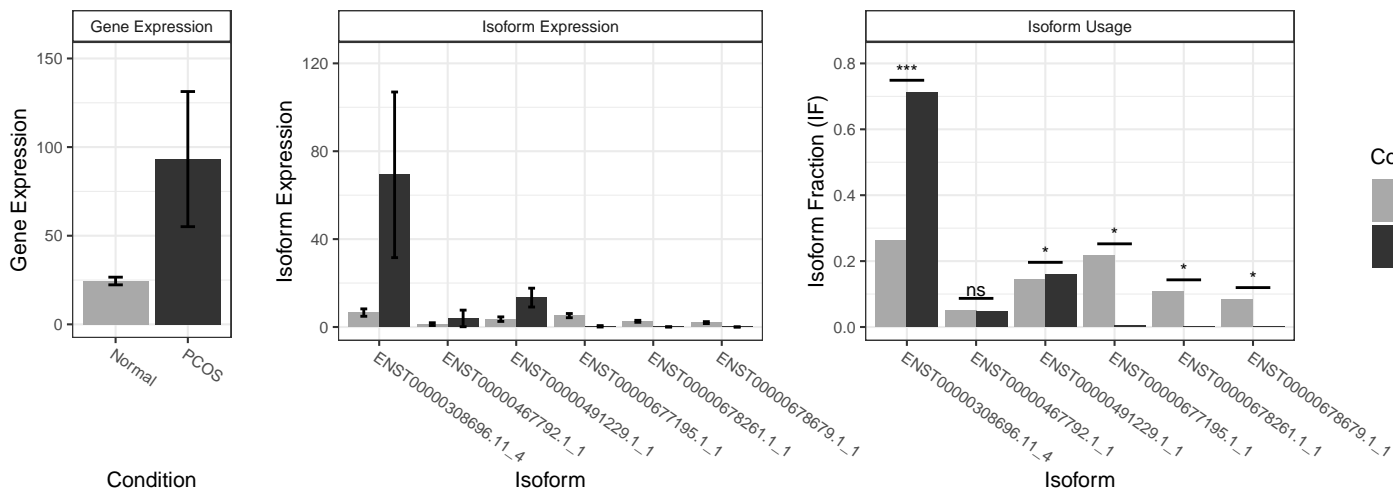 Gene Expression
Gene Expression
150
100
50
0
Normal
PCOS
Condition
Isoform Expression
Isoform Expression
120
80
40
0
ENST00000308696.11_4
ENST00000467792.1_1
ENST00000491229.1_1
ENST00000677195.1_1
ENST00000678261.1_1
ENST00000678679.1_1
Isoform
Isoform Usage
Isoform Fraction (IF)
0.8
0.6
0.4
0.2
0.0
***
ns
*
*
*
*
ENST00000308696.11_4
ENST00000467792.1_1
ENST00000491229.1_1
ENST00000677195.1_1
ENST00000678261.1_1
ENST00000678679.1_1
Isoform
Co